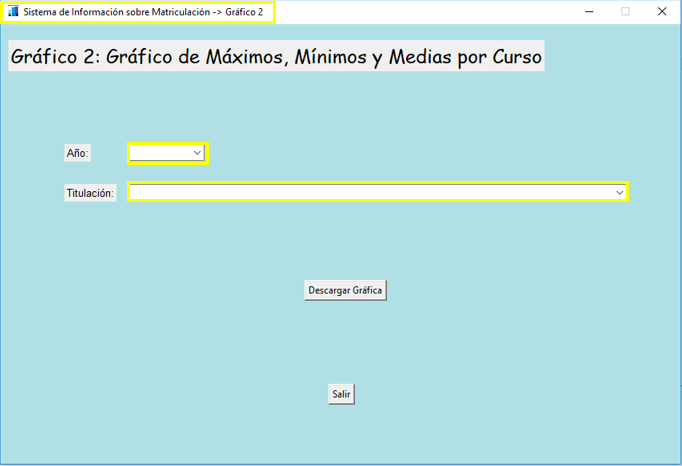 Sistema de Información sobre Matriculación -> Gráfico 2
Gráfico 2: Gráfico de Máximos, Mínimos y Medias por Curso
Año:
Titulación:
Descargar Gráfica
Salir